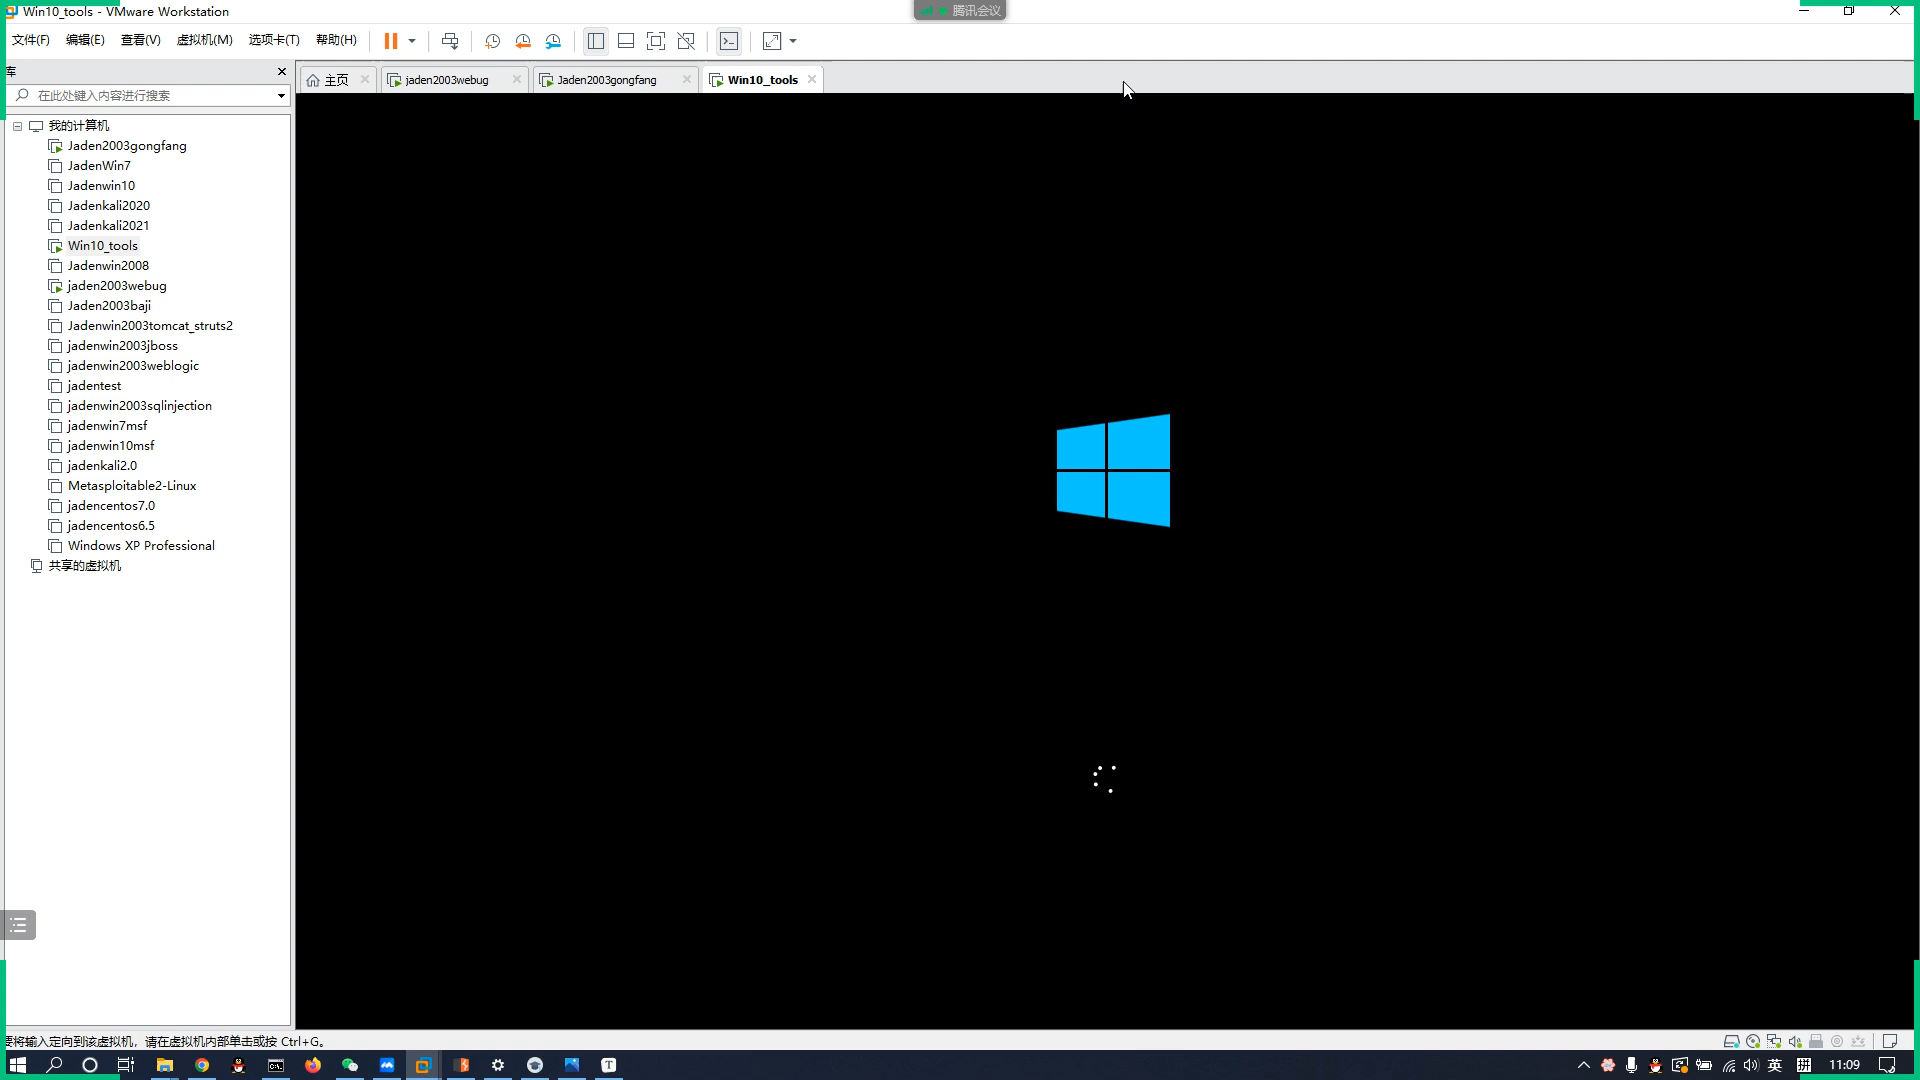 Win10_tools - VMware Workstation
腾讯会议
文件(F) 编辑(E) 查看(V) 虚拟机(M) 选项卡(T) 帮助(H)
库
主页
jaden2003webug
Jaden2003gongfang
Win10_tools
在此处键入内容进行搜索
我的计算机
Jaden2003gongfang
JadenWin7
Jadenwin10
Jadenkali2020
Jadenkali2021
Win10_tools
Jadenwin2008
jaden2003webug
Jaden2003baji
Jadenwin2003tomcat_struts2
jadenwin2003jboss
jadenwin2003weblogic
jadentest
jadenwin2003sqlinjection
jadenwin7msf
jadenwin10msf
jadenkali2.0
Metasploitable2-Linux
jadencentos7.0
jadencentos6.5
Windows XP Professional
共享的虚拟机
要将输入定向到该虚拟机，请在虚拟机内部单击或按 Ctrl+G。
英
拼
11:09